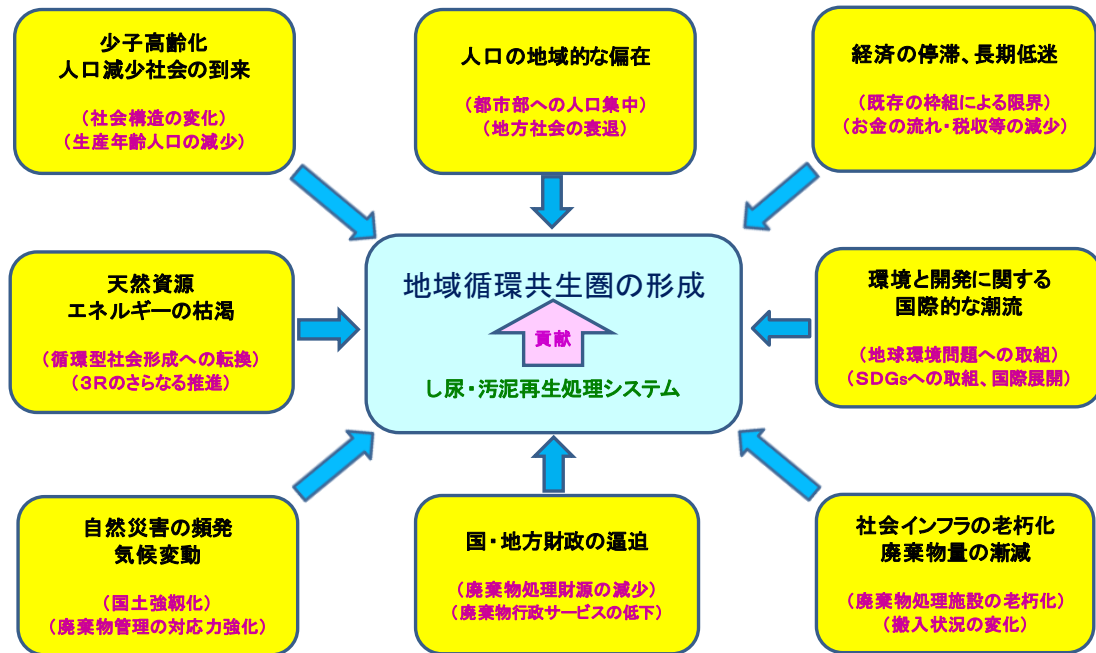 少子高齢化
人口減少社会の到来
（社会構造の変化）
（生産年齢人口の減少）
人口の地域的な偏在
（都市部への人口集中）
（地方社会の衰退）
経済の停滞、長期低迷
（既存の枠組による限界）
（お金の流れ・税収等の減少）
天然資源
エネルギーの枯渇
（循環型社会形成への転換）
（３Ｒのさらなる推進）
地域循環共生圏の形成
貢献
し尿・汚泥再生処理システム
環境と開発に関する
国際的な潮流
（地球環境問題への取組）
（ＳＤＧｓへの取組、国際展開）
自然災害の頻発
気候変動
（国土強靱化）
（廃棄物管理の対応力強化）
国・地方財政の逼迫
（廃棄物処理財源の減少）
（廃棄物行政サービスの低下）
社会インフラの老朽化
廃棄物量の漸減
（廃棄物処理施設の老朽化）
（搬入状況の変化）